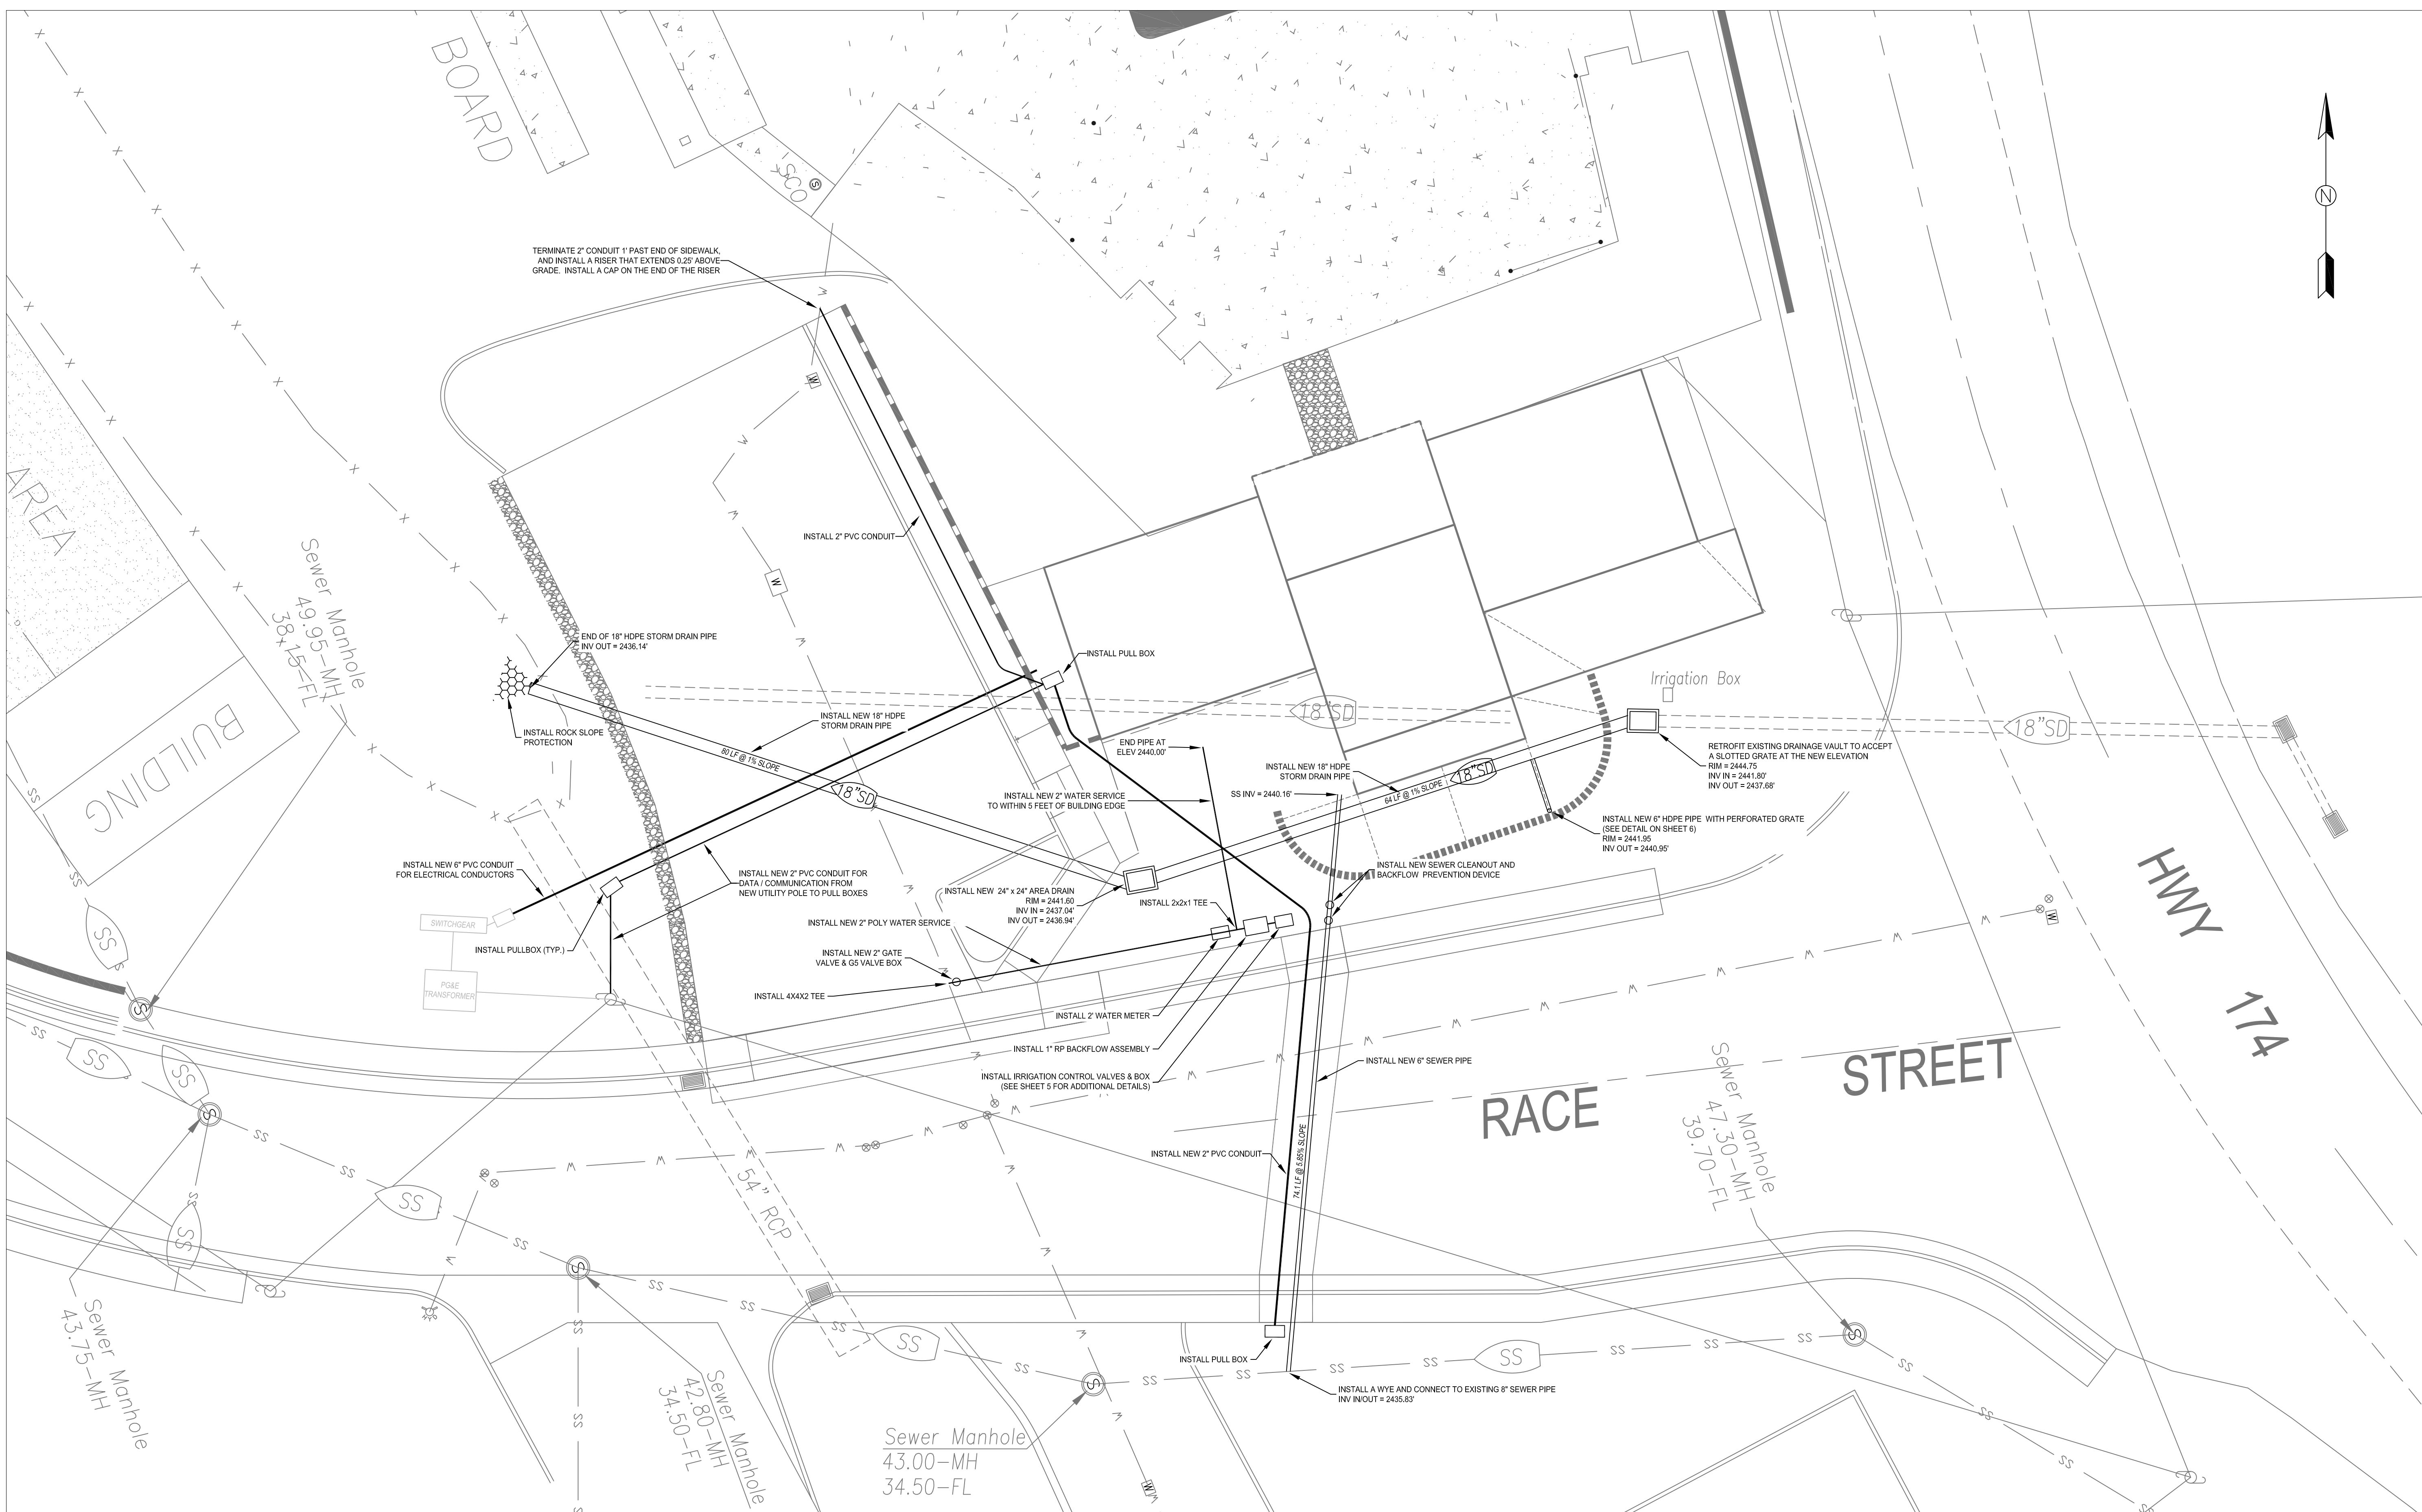 BOARD
SCO
S
N
TERMINATE 2" CONDUIT 1' PAST END OF SIDEWALK,
AND INSTALL A RISER THAT EXTENDS 0.25' ABOVE
GRADE. INSTALL A CAP ON THE END OF THE RISER
W
INSTALL 2" PVC CONDUIT
AREA
BUILDING
Sewer Manhole
49.95-MH
38.15-FL
W
END OF 18" HDPE STORM DRAIN PIPE
INV OUT = 2436.14'
INSTALL ROCK SLOPE
PROTECTION
INSTALL NEW 18" HDPE
STORM DRAIN PIPE
80 LF @ 1% SLOPE
18"SD
INSTALL PULL BOX
18"SD
Irrigation Box
18"SD
END PIPE AT
ELEV 2440.00'
INSTALL NEW 18" HDPE
STORM DRAIN PIPE
64 LF @ 1% SLOPE
18"SD
RETROFIT EXISTING DRAINAGE VAULT TO ACCEPT
A SLOTTED GRATE AT THE NEW ELEVATION
RIM = 2444.75
INV IN = 2441.80'
INV OUT = 2437.68'
INSTALL NEW 2" WATER SERVICE
TO WITHIN 5 FEET OF BUILDING EDGE
SS INV = 2440.16'
INSTALL NEW 6" HDPE PIPE WITH PERFORATED GRATE
(SEE DETAIL ON SHEET 6)
RIM = 2441.95
INV OUT = 2440.95'
INSTALL NEW 6" PVC CONDUIT
FOR ELECTRICAL CONDUCTORS
INSTALL NEW 2" PVC CONDUIT FOR
DATA / COMMUNICATION FROM
NEW UTILITY POLE TO PULL BOXES
INSTALL NEW 24" x 24" AREA DRAIN
RIM = 2441.60
INV IN = 2437.04'
INV OUT = 2436.94'
INSTALL NEW SEWER CLEANOUT AND
BACKFLOW PREVENTION DEVICE
INSTALL 2x2x1 TEE
SWITCHGEAR
INSTALL PULLBOX (TYP.)
INSTALL NEW 2" POLY WATER SERVICE
INSTALL NEW 2" GATE
VALVE & G5 VALVE BOX
PG&E
TRANSFORMER
INSTALL 4X4X2 TEE
INSTALL 2' WATER METER
INSTALL 1" RP BACKFLOW ASSEMBLY
INSTALL IRRIGATION CONTROL VALVES & BOX
(SEE SHEET 5 FOR ADDITIONAL DETAILS)
INSTALL NEW 6" SEWER PIPE
74.1 LF @ 5.85% SLOPE
INSTALL NEW 2" PVC CONDUIT
HWY 174
RACE STREET
W
Sewer Manhole
47.30-MH
39.70-FL
54" RCP
SS
SS
SS
SS
SS
SS
SS
Sewer Manhole
43.75-MH
Sewer Manhole
42.80-MH
34.50-FL
INSTALL PULL BOX
INSTALL A WYE AND CONNECT TO EXISTING 8" SEWER PIPE
INV IN/OUT = 2435.83'
Sewer Manhole
43.00-MH
34.50-FL
W